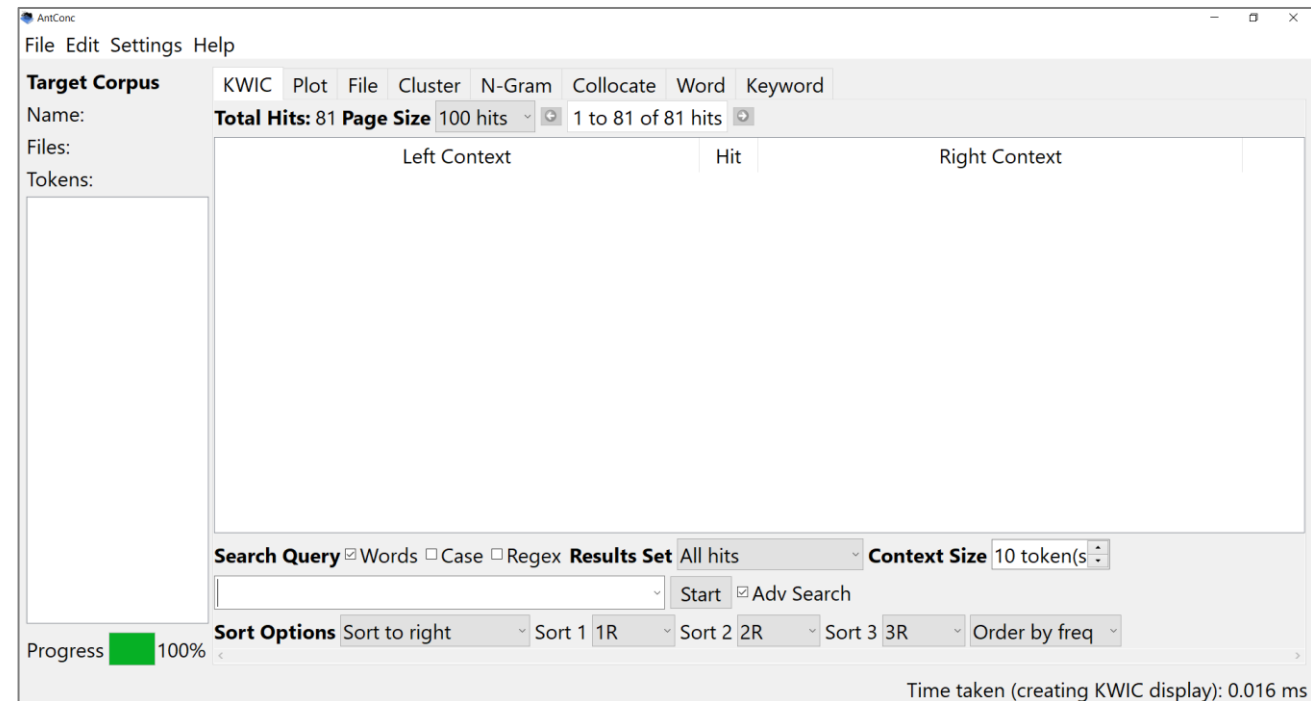 AntConc
File Edit Settings Help
Target Corpus
Name:
Files:
Tokens:
KWIC Plot File Cluster N-Gram Collocate Word Keyword
Total Hits: 81 Page Size 100 hits 1 to 81 of 81 hits
Left Context Hit Right Context
Search Query Words Case Regex Results Set All hits Context Size 10 token(s
Start Adv Search
Sort Options Sort to right Sort 1 1R Sort 2 2R Sort 3 3R Order by freq
Progress 100%
Time taken (creating KWIC display): 0.016 ms